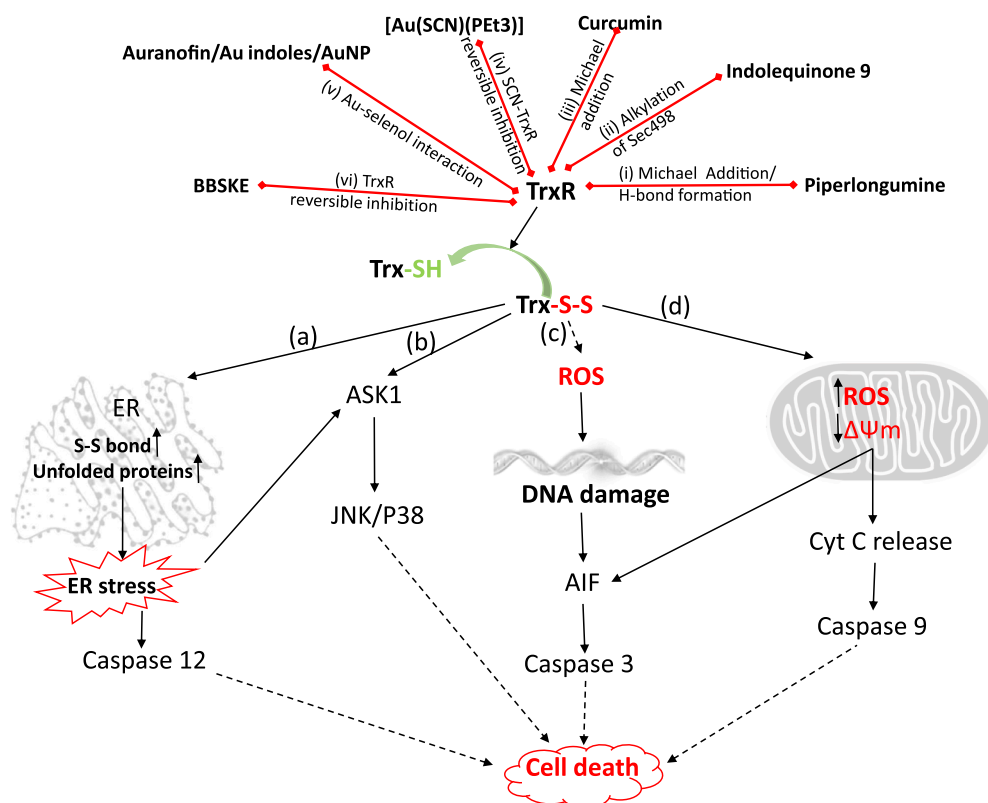 [Au(SCN)(PEt3)]
Curcumin
Auranofin/Au indoles/AuNP
Indolequinone 9
(v) Au-selenol interaction
(iv) SCN-TrxR
reversible inhibition
(iii) Michael
addition
(ii) Alkylation
of Sec498
BBSKE
(vi) TrxR
reversible inhibition
TrxR
(i) Michael Addition/
H-bond formation
Piperlongumine
Trx-SH
Trx-S-S
(a)
(b)
(c)
(d)
ER
S-S bond
Unfolded proteins
ASK1
ROS
ROS
ΔΨm
JNK/P38
DNA damage
Cyt C release
ER stress
AIF
Caspase 9
Caspase 12
Caspase 3
Cell death